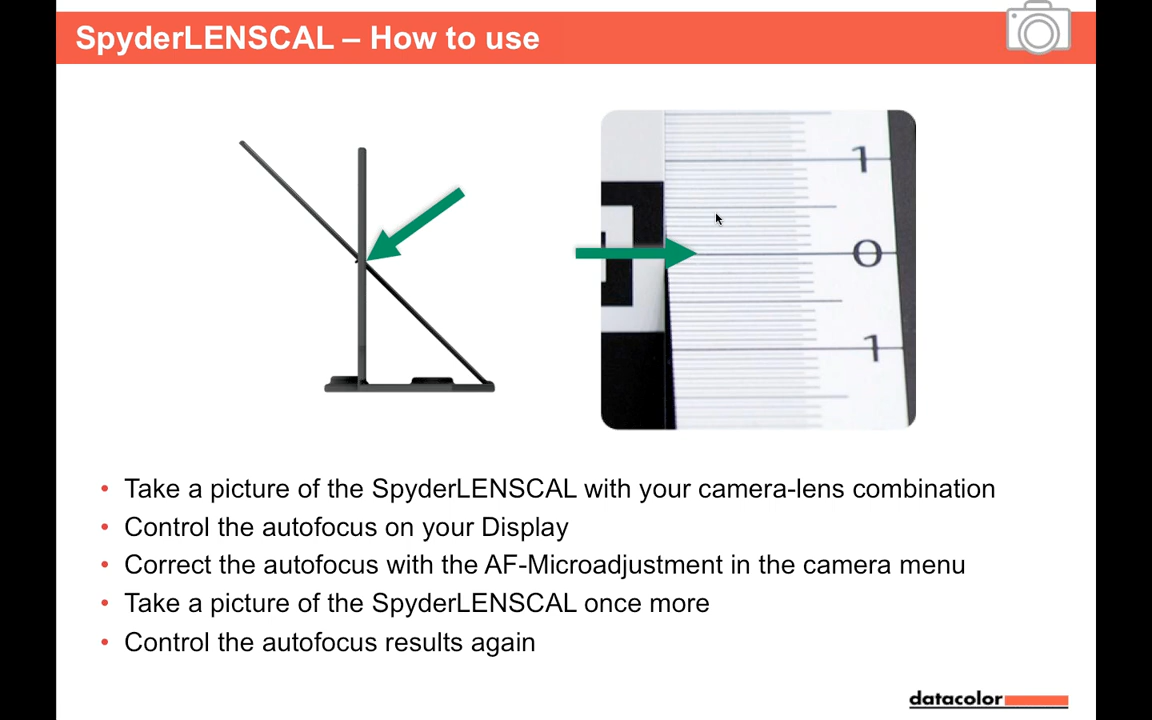 SpyderLENSCAL – How to use
1
0
1
• Take a picture of the SpyderLENSCAL with your camera-lens combination
• Control the autofocus on your Display
• Correct the autofocus with the AF-Microadjustment in the camera menu
• Take a picture of the SpyderLENSCAL once more
• Control the autofocus results again
datacolor